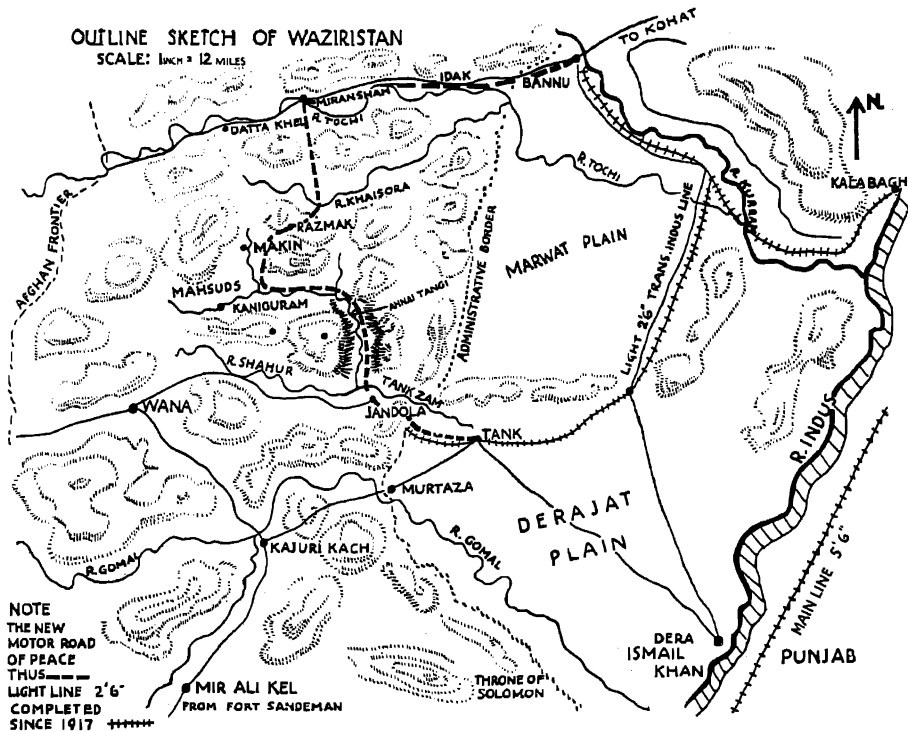 OUTLINE SKETCH OF WAZIRISTAN
SCALE: 1 INCH = 12 MILES
TO KOHAT
IDAK
BANNU
MIRANSHAH
DATTA KHEL
R. TOCHI
N.
R. TOCHI
KALABAGH
R. KURRAM
R. KHAISORA
AFGHAN FRONTIER
RAZMAK
MAKIN
MARWAT PLAIN
ADMINISTRATIVE BORDER
LIGHT 2'6" TRANS. INDUS LINE
MAHSUDS
KANIGURAM
AHNAI TANGI
R. SHAHUR
TANK ZAM
WANA
JANDOLA
TANK
R. INDUS
MURTAZA
DERAJAT
PLAIN
R. GOMAL
KAJURI KACH
R. GOMAL
MAIN LINE 5'6"
NOTE
THE NEW
MOTOR ROAD
OF PEACE
THUS
LIGHT LINE 2'6"
COMPLETED
SINCE 1917
DERA
ISMAIL
KHAN
PUNJAB
MIR ALI KEL
FROM FORT SANDEMAN
THRONE OF
SOLOMON